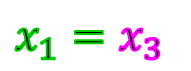 x₁ = x₃